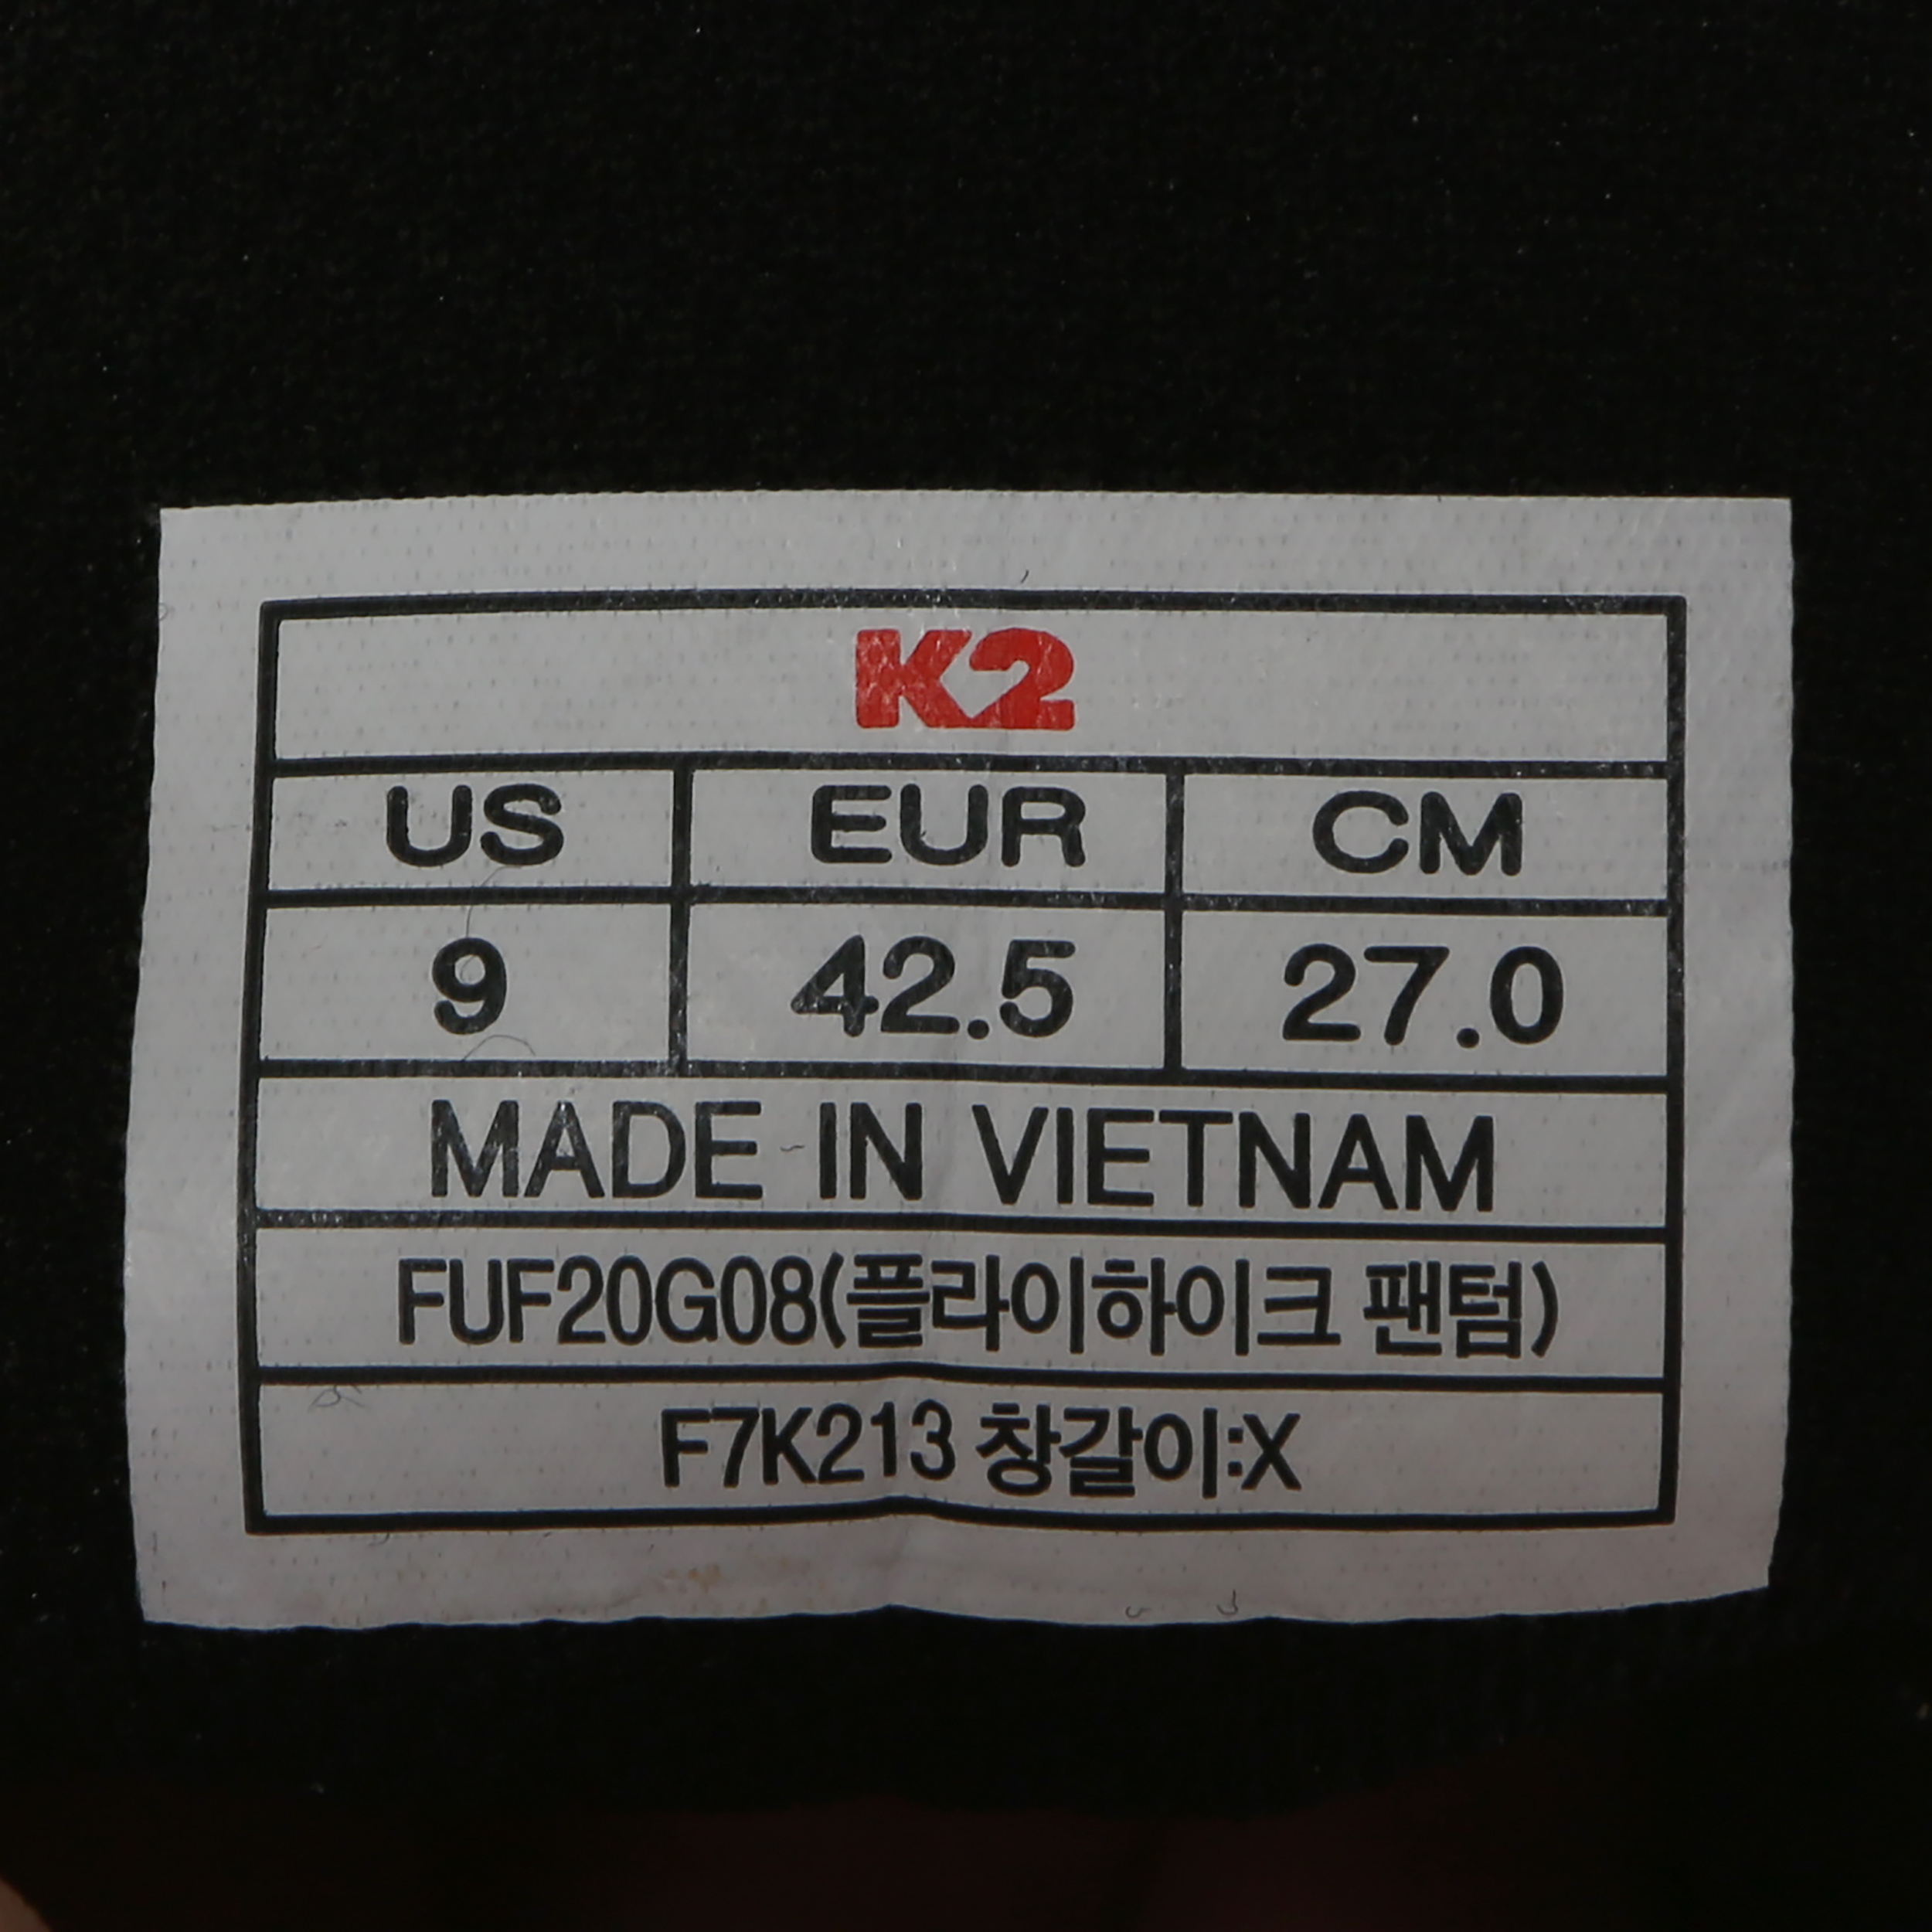 K2
US EUR CM
9 42.5 27.0
MADE IN VIETNAM
FUF20G08(플라이하이크 팬텀)
F7K213 창갈이:X